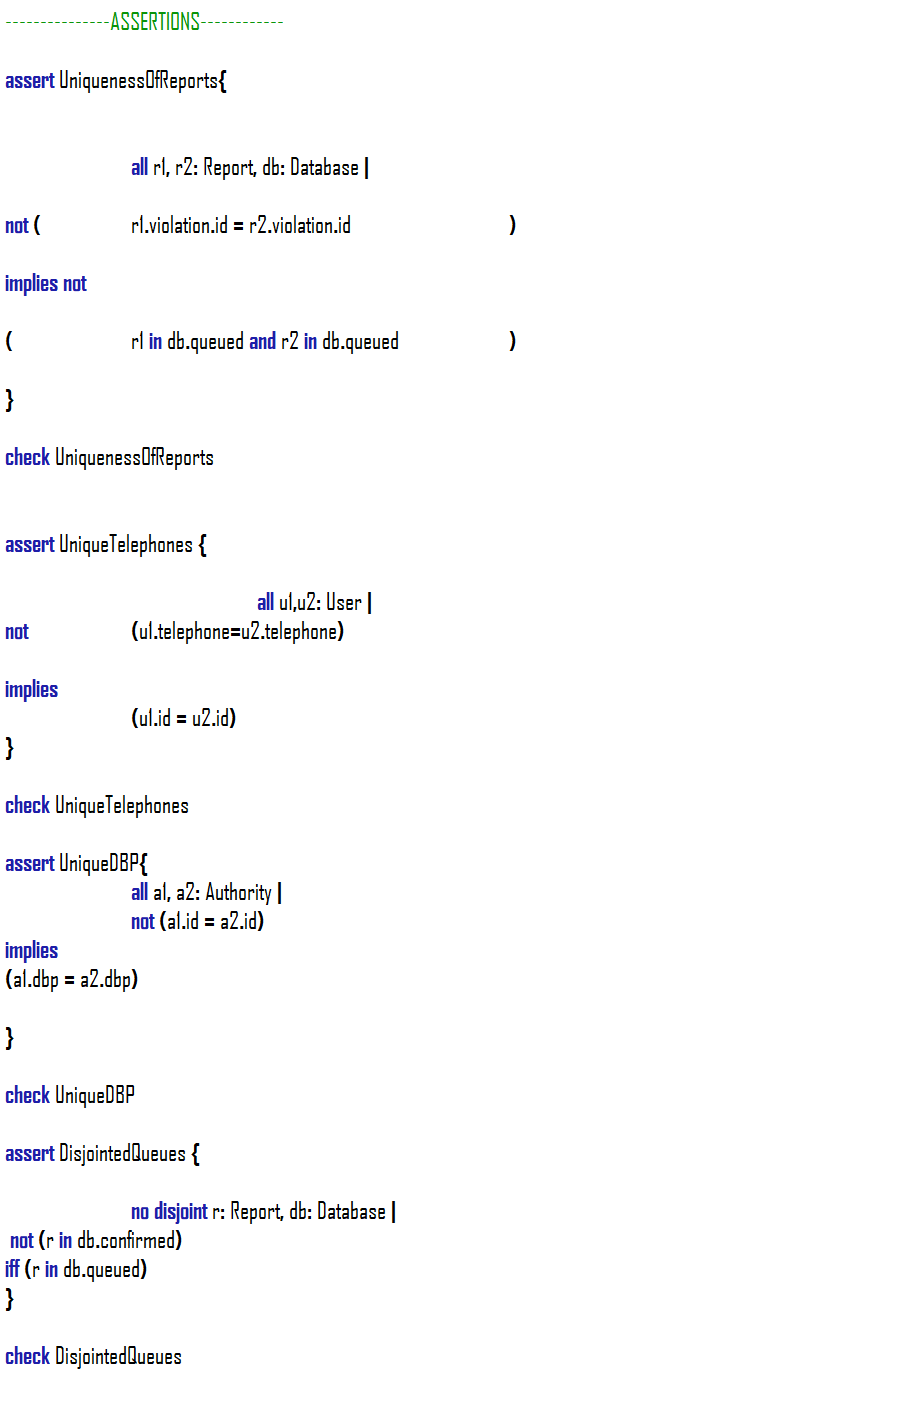 ---------------ASSERTIONS------------
assert UniquenessOfReports{
all r1, r2: Report, db: Database |
not ( r1.violation.id = r2.violation.id )
implies not
( r1 in db.queued and r2 in db.queued )
}
check UniquenessOfReports
assert UniqueTelephones {
all u1,u2: User |
not (u1.telephone=u2.telephone)
implies
(u1.id = u2.id)
}
check UniqueTelephones
assert UniqueDBP{
all a1, a2: Authority |
not (a1.id = a2.id)
implies
(a1.dbp = a2.dbp)
}
check UniqueDBP
assert DisjointedQueues {
no disjoint r: Report, db: Database |
not (r in db.confirmed)
iff (r in db.queued)
}
check DisjointedQueues